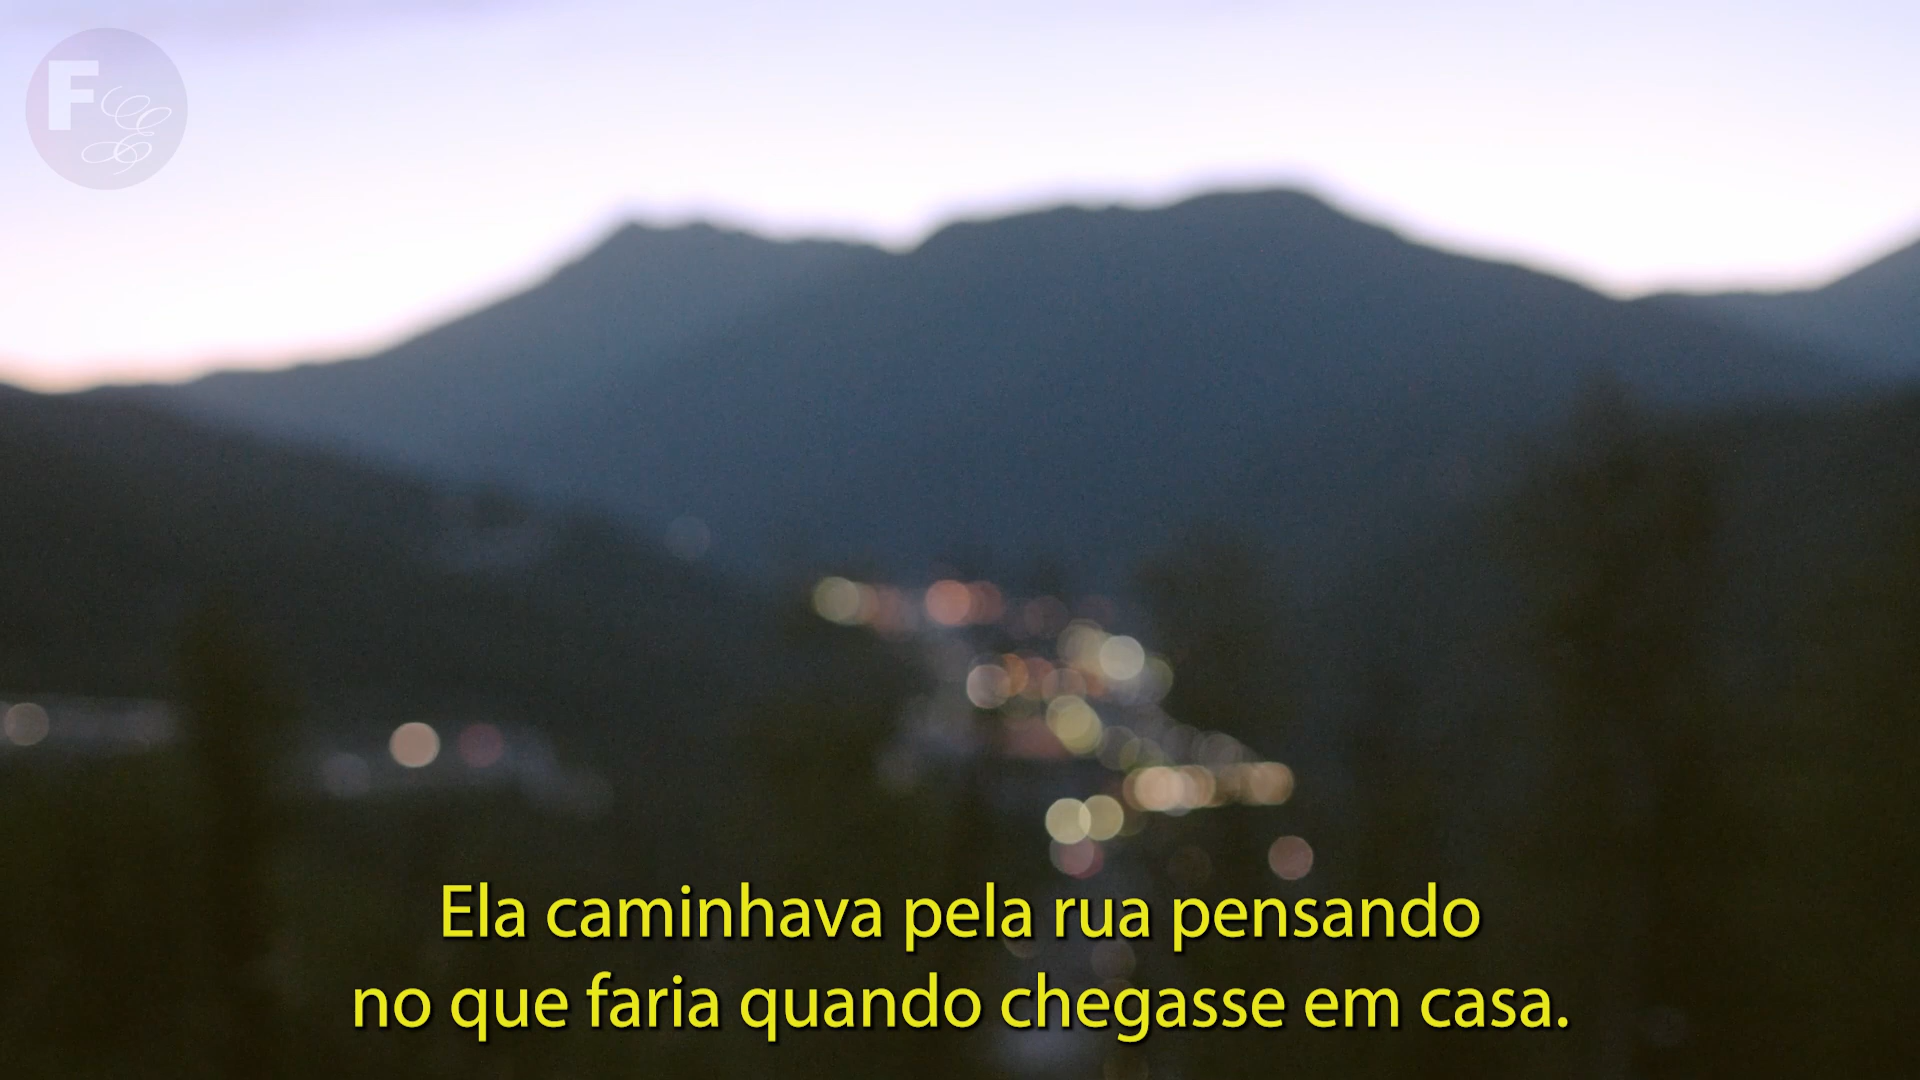 F E
Ela caminhava pela rua pensando
no que faria quando chegasse em casa.